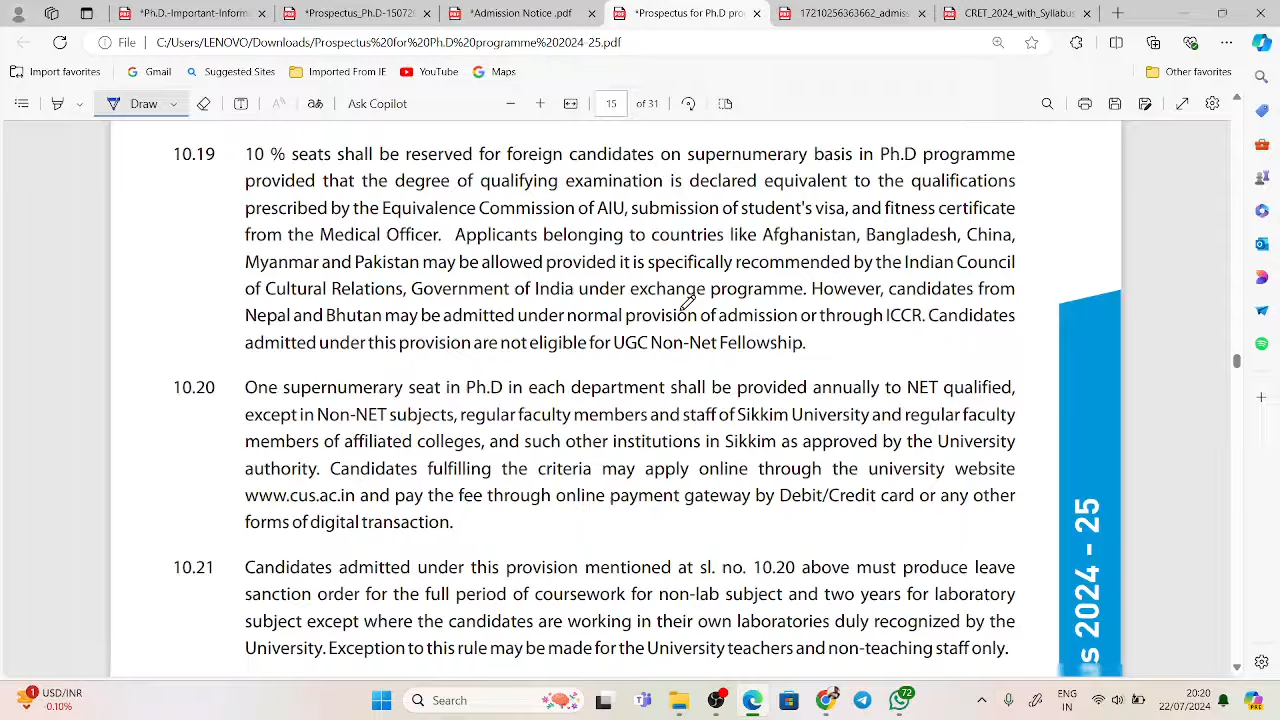 *Ph.D.-Important-Inform
*Prospectus_Ph.D-15072
*Admission Notice .pdf
*Prospectus for Ph.D pro
17320256363662_admiss
CRET_2024_with_Syllabus
File C:/Users/LENOVO/Downloads/Prospectus%20for%20Ph.D%20programme%202024-25.pdf
Import favorites Gmail Suggested Sites Imported From IE YouTube Maps Other favorites
Draw Ask Copilot 15 of 31
10.19 10 % seats shall be reserved for foreign candidates on supernumerary basis in Ph.D programme
provided that the degree of qualifying examination is declared equivalent to the qualifications
prescribed by the Equivalence Commission of AIU, submission of student's visa, and fitness certificate
from the Medical Officer. Applicants belonging to countries like Afghanistan, Bangladesh, China,
Myanmar and Pakistan may be allowed provided it is specifically recommended by the Indian Council
of Cultural Relations, Government of India under exchange programme. However, candidates from
Nepal and Bhutan may be admitted under normal provision of admission or through ICCR. Candidates
admitted under this provision are not eligible for UGC Non-Net Fellowship.
10.20 One supernumerary seat in Ph.D in each department shall be provided annually to NET qualified,
except in Non-NET subjects, regular faculty members and staff of Sikkim University and regular faculty
members of affiliated colleges, and such other institutions in Sikkim as approved by the University
authority. Candidates fulfilling the criteria may apply online through the university website
www.cus.ac.in and pay the fee through online payment gateway by Debit/Credit card or any other
forms of digital transaction.
10.21 Candidates admitted under this provision mentioned at sl. no. 10.20 above must produce leave
sanction order for the full period of coursework for non-lab subject and two years for laboratory
subject except where the candidates are working in their own laboratories duly recognized by the
University. Exception to this rule may be made for the University teachers and non-teaching staff only.
s 2024 - 25
1
USD/INR
-0.10%
Search
72
ENG
IN
20:20
22/07/2024